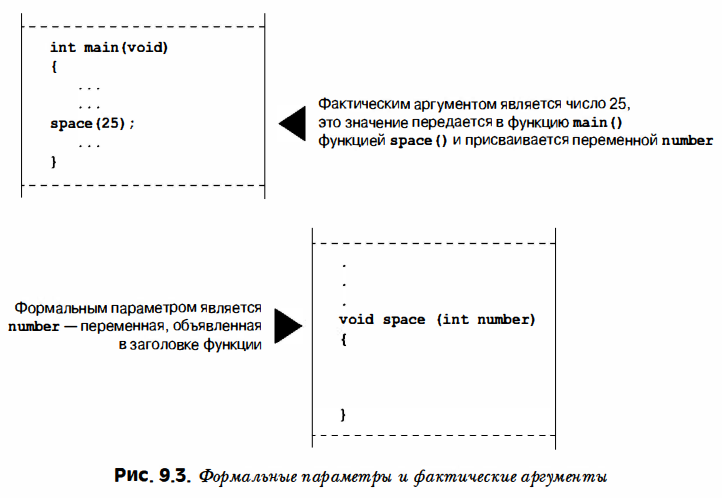 int main(void)
{
...
...
space(25);
...
}
Фактическим аргументом является число 25,
это значение передается в функцию main()
функцией space() и присваивается переменной number
Формальным параметром является
number — переменная, объявленная
в заголовке функции
.
.
.
void space (int number)
{
}
Рис. 9.3. Формальные параметры и фактические аргументы